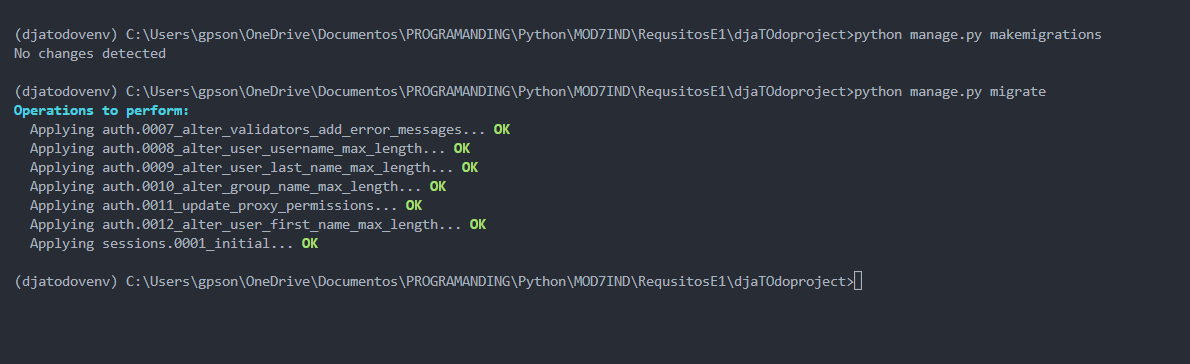 (djatodovenv) C:\Users\gpson\OneDrive\Documentos\PROGRAMANDING\Python\MOD7IND\RequsitosE1\djaTOdoproject>python manage.py makemigrations
No changes detected
(djatodovenv) C:\Users\gpson\OneDrive\Documentos\PROGRAMANDING\Python\MOD7IND\RequsitosE1\djaTOdoproject>python manage.py migrate
Operations to perform:
  Applying auth.0007_alter_validators_add_error_messages... OK
  Applying auth.0008_alter_user_username_max_length... OK
  Applying auth.0009_alter_user_last_name_max_length... OK
  Applying auth.0010_alter_group_name_max_length... OK
  Applying auth.0011_update_proxy_permissions... OK
  Applying auth.0012_alter_user_first_name_max_length... OK
  Applying sessions.0001_initial... OK
(djatodovenv) C:\Users\gpson\OneDrive\Documentos\PROGRAMANDING\Python\MOD7IND\RequsitosE1\djaTOdoproject>